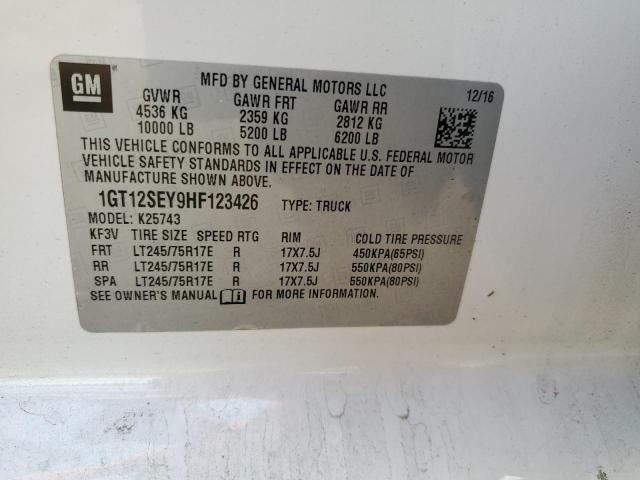 GM
MFD BY GENERAL MOTORS LLC
GVWR GAWR FRT GAWR RR 12/16
4536 KG 2359 KG 2812 KG
10000 LB 5200 LB 6200 LB
THIS VEHICLE CONFORMS TO ALL APPLICABLE U.S. FEDERAL MOTOR
VEHICLE SAFETY STANDARDS IN EFFECT ON THE DATE OF
MANUFACTURE SHOWN ABOVE.
1GT12SEY9HF123426 TYPE: TRUCK
MODEL: K25743
KF3V TIRE SIZE SPEED RTG RIM COLD TIRE PRESSURE
FRT LT245/75R17E R 17X7.5J 450KPA(65PSI)
RR LT245/75R17E R 17X7.5J 550KPA(80PSI)
SPA LT245/75R17E R 17X7.5J 550KPA(80PSI)
SEE OWNER'S MANUAL FOR MORE INFORMATION.